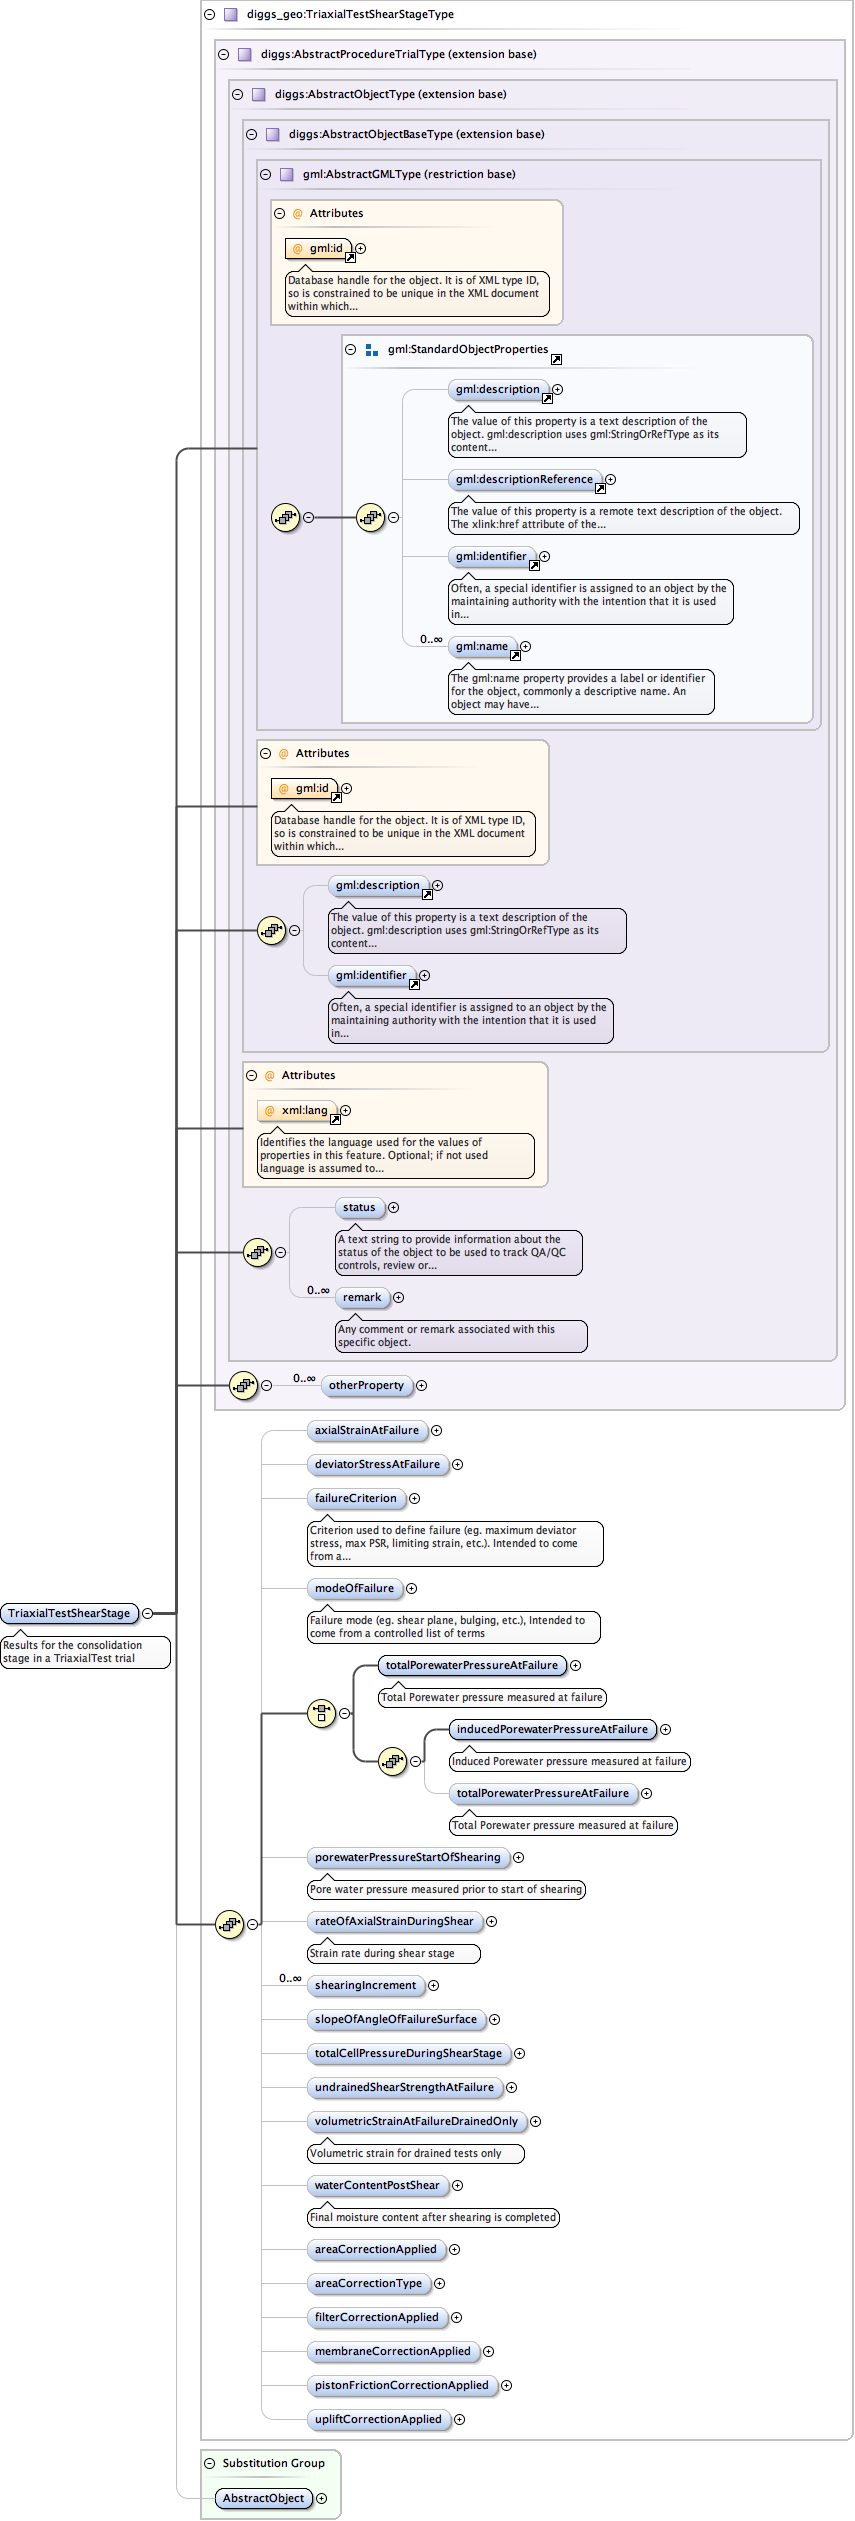 diggs_geo:TriaxialTestShearStageType
diggs:AbstractProcedureTrialType (extension base)
diggs:AbstractObjectType (extension base)
diggs:AbstractObjectBaseType (extension base)
gml:AbstractGMLType (restriction base)
@ Attributes
@ gml:id
Database handle for the object. It is of XML type ID,
so is constrained to be unique in the XML document
within which...
gml:StandardObjectProperties
gml:description
The value of this property is a text description of the
object. gml:description uses gml:StringOrRefType as its
content...
gml:descriptionReference
The value of this property is a remote text description of the object.
The xlink:href attribute of the...
gml:identifier
Often, a special identifier is assigned to an object by the
maintaining authority with the intention that it is used
in...
0..∞
gml:name
The gml:name property provides a label or identifier
for the object, commonly a descriptive name. An
object may have...
@ Attributes
@ gml:id
Database handle for the object. It is of XML type ID,
so is constrained to be unique in the XML document
within which...
gml:description
The value of this property is a text description of the
object. gml:description uses gml:StringOrRefType as its
content...
gml:identifier
Often, a special identifier is assigned to an object by the
maintaining authority with the intention that it is used
in...
@ Attributes
@ xml:lang
Identifies the language used for the values of
properties in this feature. Optional; if not used
language is assumed to...
status
A text string to provide information about the
status of the object to be used to track QA/QC
controls, review or...
0..∞
remark
Any comment or remark associated with this
specific object.
0..∞
otherProperty
axialStrainAtFailure
deviatorStressAtFailure
failureCriterion
Criterion used to define failure (eg. maximum deviator
stress, max PSR, limiting strain, etc.). Intended to come
from a...
modeOfFailure
Failure mode (eg. shear plane, bulging, etc.), Intended to
come from a controlled list of terms
TriaxialTestShearStage
Results for the consolidation
stage in a TriaxialTest trial
totalPorewaterPressureAtFailure
Total Porewater pressure measured at failure
inducedPorewaterPressureAtFailure
Induced Porewater pressure measured at failure
totalPorewaterPressureAtFailure
Total Porewater pressure measured at failure
porewaterPressureStartOfShearing
Pore water pressure measured prior to start of shearing
rateOfAxialStrainDuringShear
Strain rate during shear stage
0..∞
shearingIncrement
slopeOfAngleOfFailureSurface
totalCellPressureDuringShearStage
undrainedShearStrengthAtFailure
volumetricStrainAtFailureDrainedOnly
Volumetric strain for drained tests only
waterContentPostShear
Final moisture content after shearing is completed
areaCorrectionApplied
areaCorrectionType
filterCorrectionApplied
membraneCorrectionApplied
pistonFrictionCorrectionApplied
upliftCorrectionApplied
Substitution Group
AbstractObject